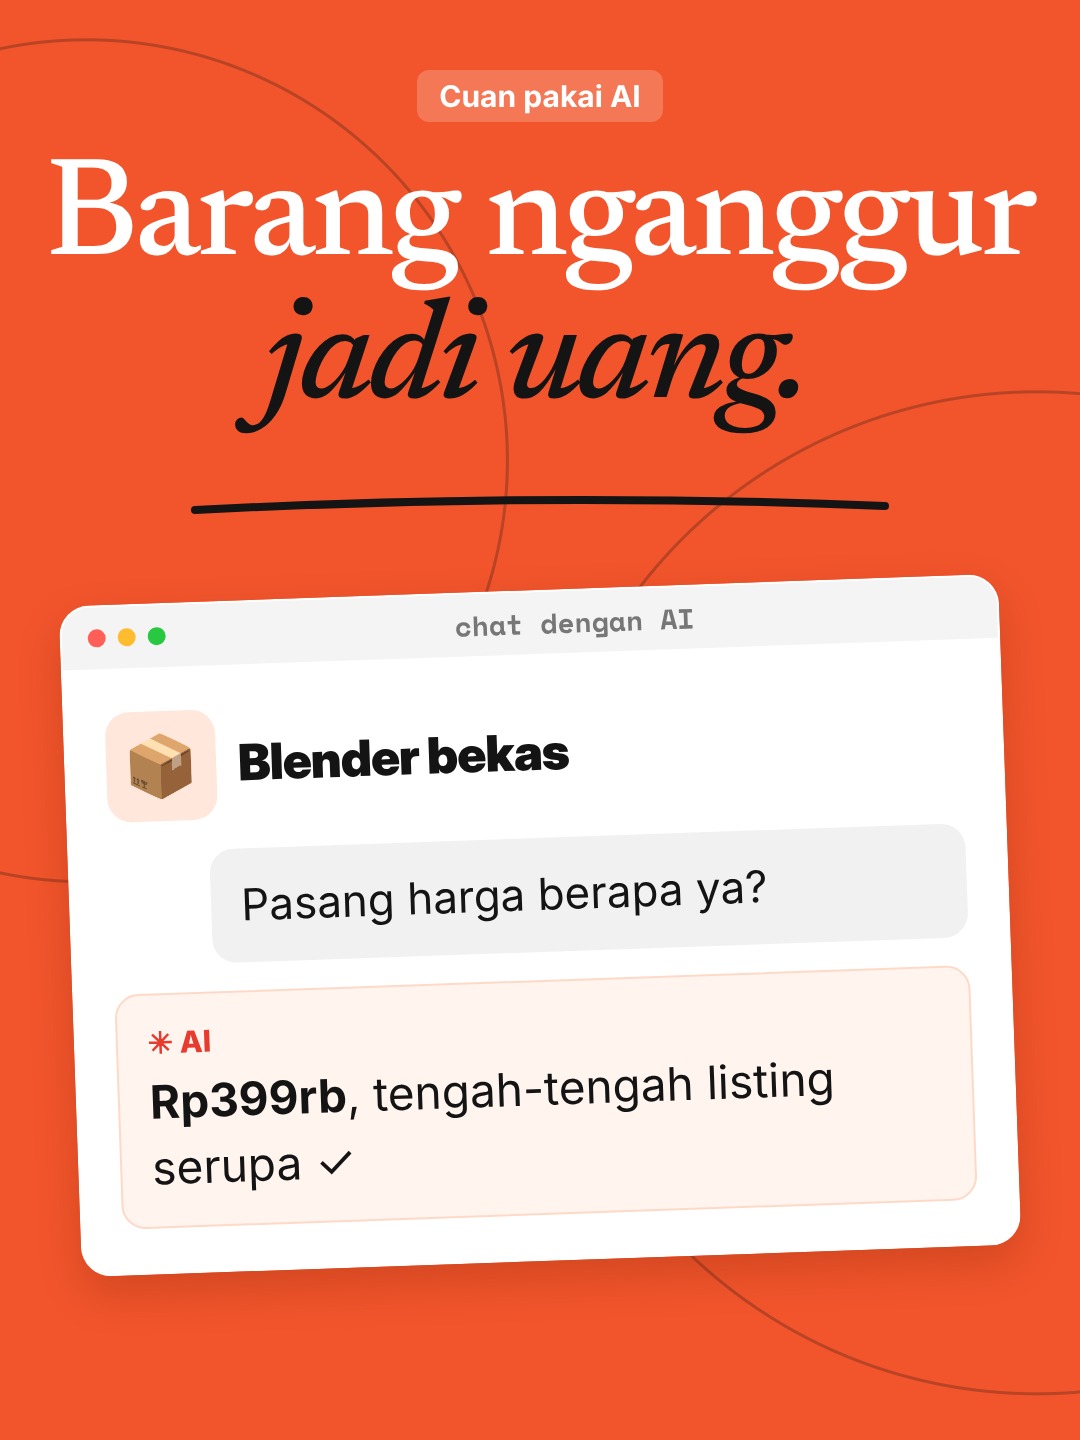 Cuan pakai AI
Barang nganggur
jadi uang.
chat dengan AI
Blender bekas
Pasang harga berapa ya?
✳ AI
Rp399rb, tengah-tengah listing
serupa ✓